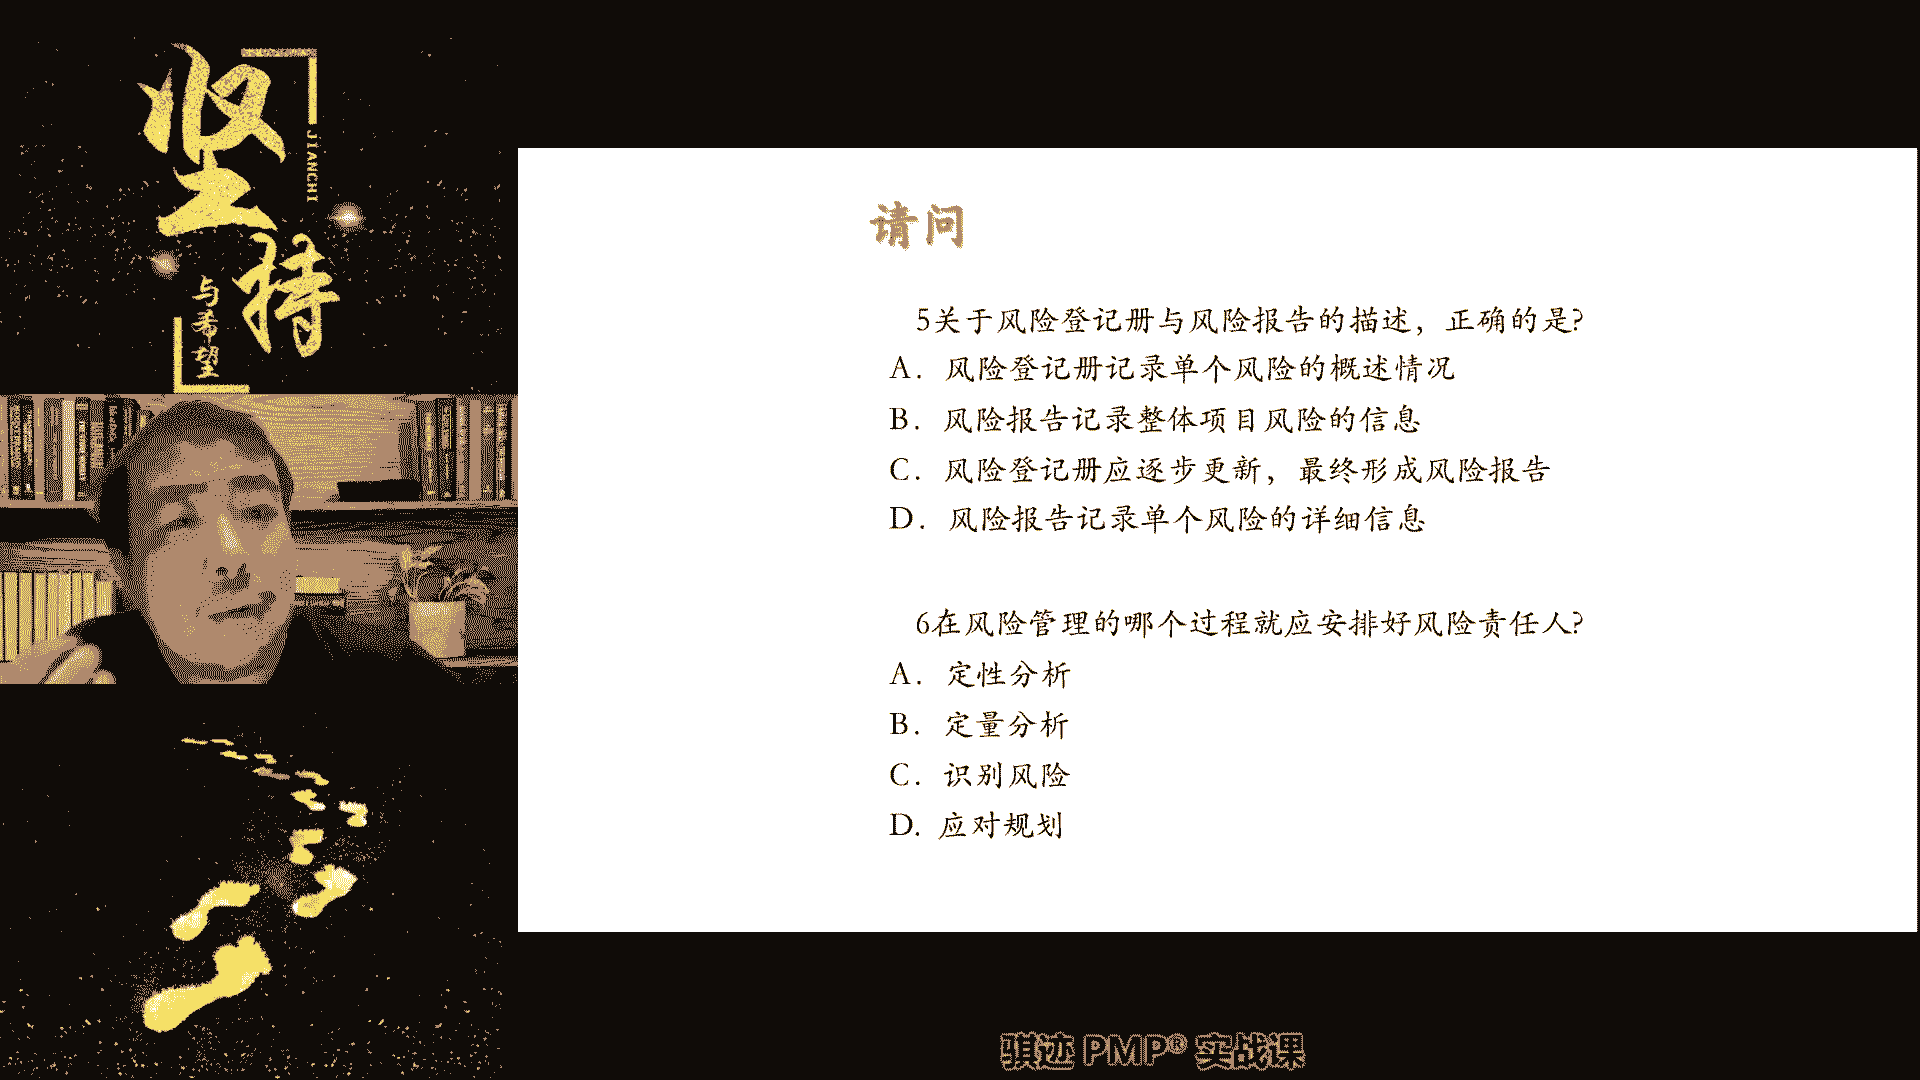 坚持
JIANCHI
与希望
请问
5关于风险登记册与风险报告的描述，正确的是?
A. 风险登记册记录单个风险的概述情况
B. 风险报告记录整体项目风险的信息
C. 风险登记册应逐步更新，最终形成风险报告
D. 风险报告记录单个风险的详细信息
6在风险管理的哪个过程就应安排好风险责任人?
A. 定性分析
B. 定量分析
C. 识别风险
D. 应对规划
骐迹 PMP® 实战课